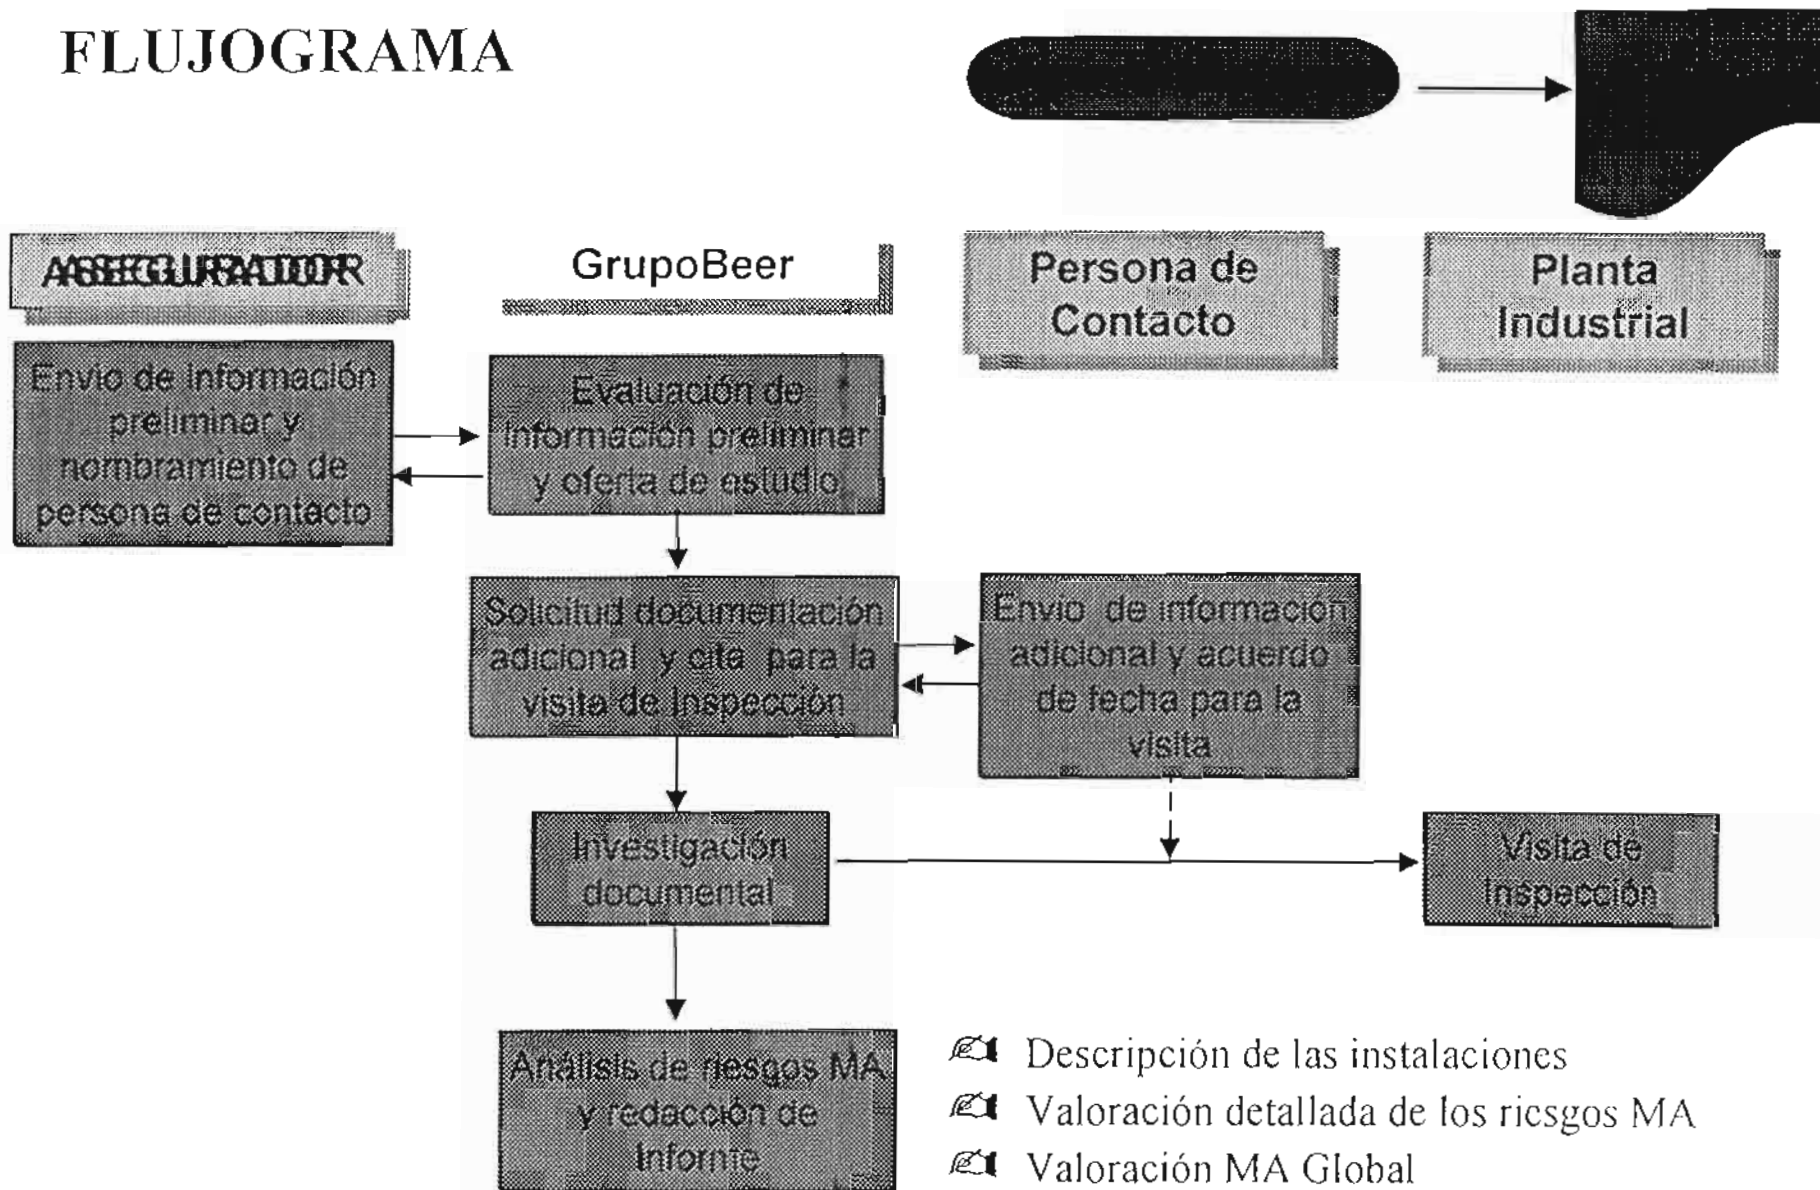 FLUJOGRAMA
ASEGURADOR
GrupoBeer
Persona de
Contacto
Planta
Industrial
Envio de información
preliminar y
nombramiento de
persona de contacto
Evaluación de
información preliminar
y oferta de estudio
Solicitud documentación
adicional y cita para la
visita de Inspección
Envio de información
adicional y acuerdo
de fecha para la
visita
Investigación
documental
Visita de
Inspección
Análisis de riesgos MA
y redacción de
Informe
Descripción de las instalaciones
Valoración detallada de los riesgos MA
Valoración MA Global